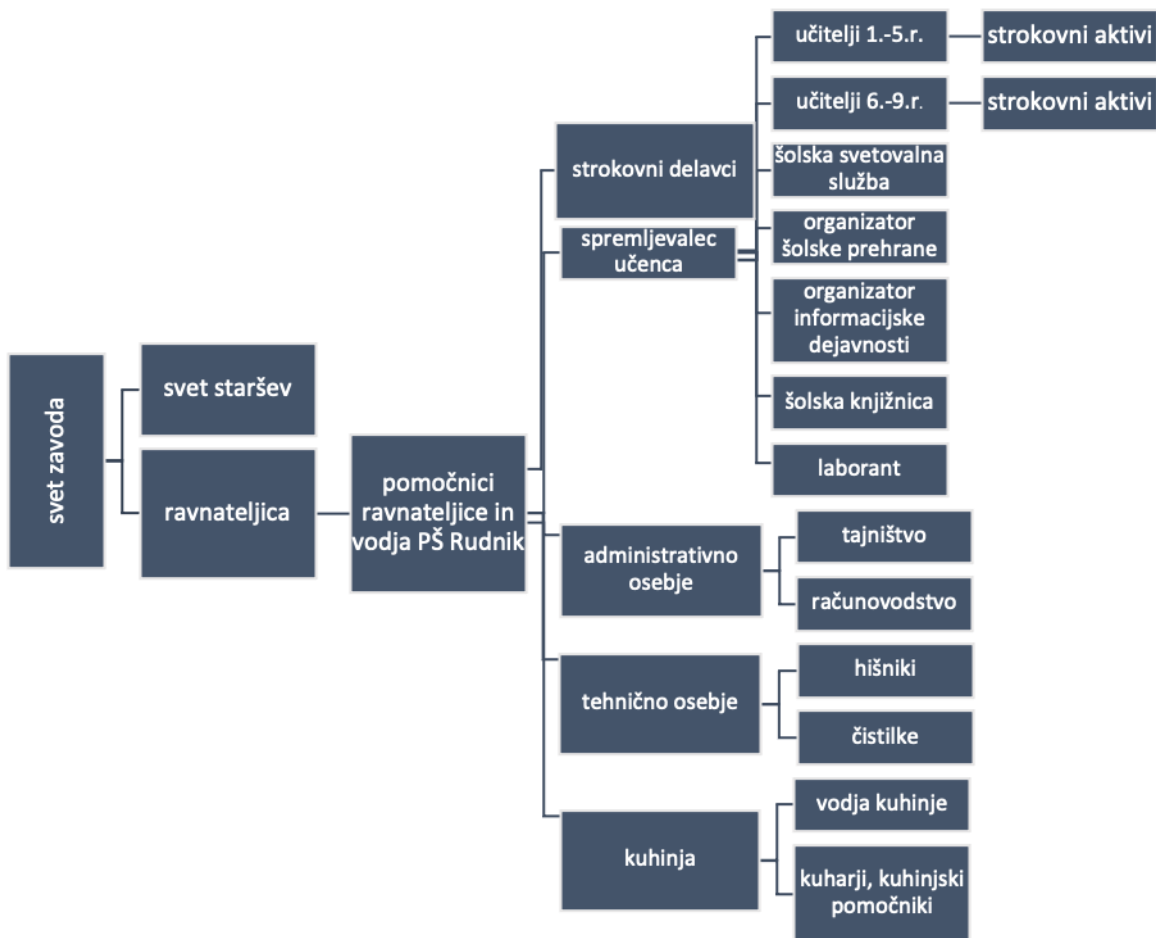 svet zavoda
svet staršev
ravnateljica
pomočnici
ravnateljice in
vodja PŠ Rudnik
strokovni delavci
spremljevalec
učenca
administrativno
osebje
tehnično osebje
kuhinja
učitelji 1.-5.r.
strokovni aktivi
učitelji 6.-9.r.
strokovni aktivi
šolska svetovalna
služba
organizator
šolske prehrane
organizator
informacijske
dejavnosti
šolska knjižnica
laborant
tajništvo
računovodstvo
hišniki
čistilke
vodja kuhinje
kuharji, kuhinjski
pomočniki